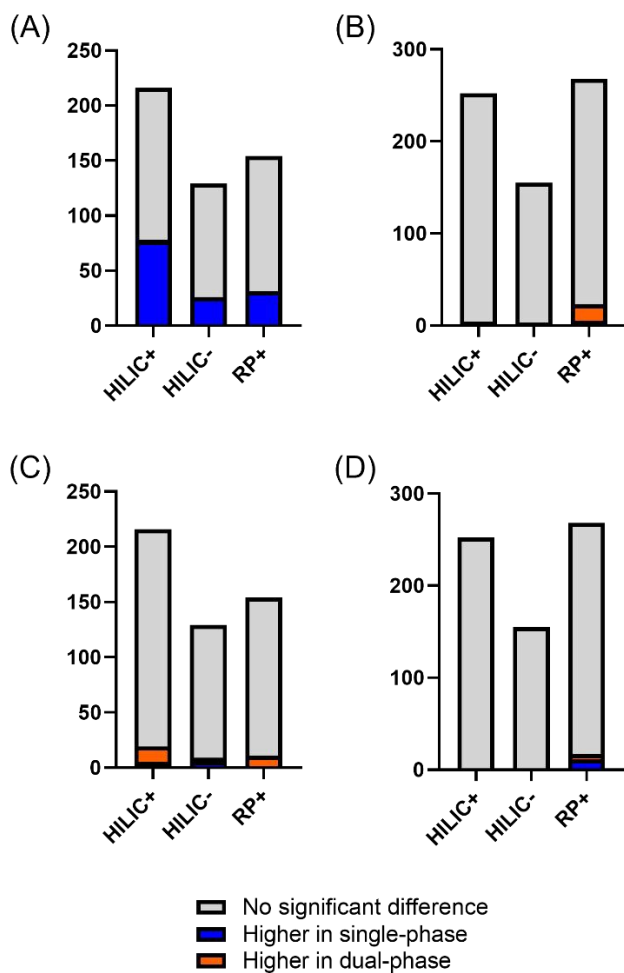 (A)
250
200
150
100
50
0
HILIC+
HILIC-
RP+
(B)
300
200
100
0
HILIC+
HILIC-
RP+
(C)
250
200
150
100
50
0
HILIC+
HILIC-
RP+
(D)
300
200
100
0
HILIC+
HILIC-
RP+
No significant difference
Higher in single-phase
Higher in dual-phase